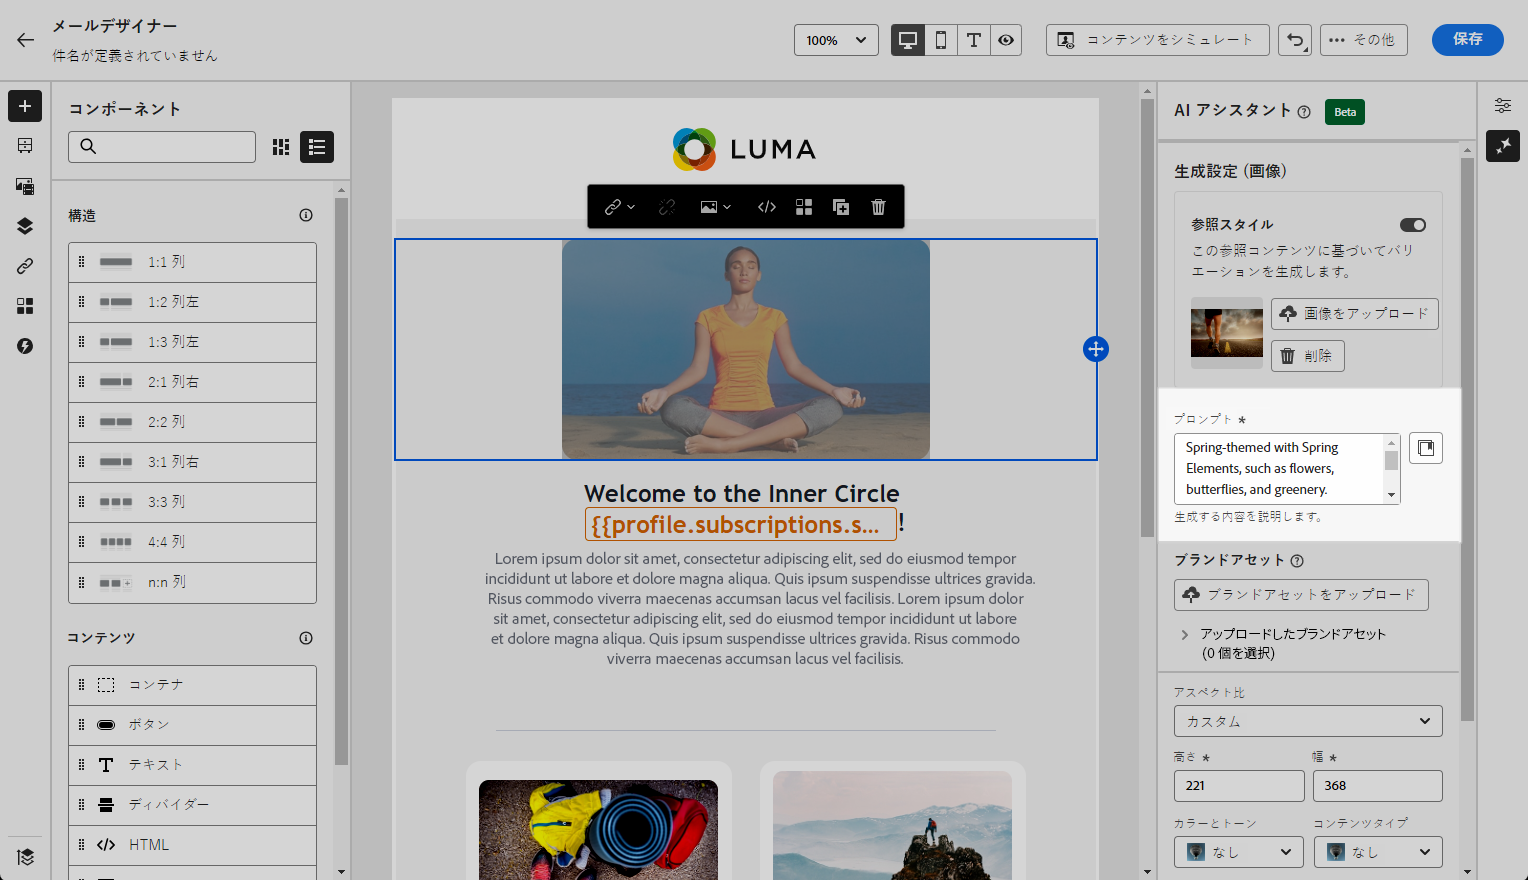 メールデザイナー
件名が定義されていません
100%
コンテンツをシミュレート
その他
保存
コンポーネント
構造
1:1 列
1:2 列左
1:3 列左
2:1 列右
2:2 列
3:1 列右
3:3 列
4:4 列
n:n 列
コンテンツ
コンテナ
ボタン
テキスト
ディバイダー
HTML
LUMA
Welcome to the Inner Circle
{{profile.subscriptions.s... !
Lorem ipsum dolor sit amet, consectetur adipiscing elit, sed do eiusmod tempor
incididunt ut labore et dolore magna aliqua. Quis ipsum suspendisse ultrices gravida.
Risus commodo viverra maecenas accumsan lacus vel facilisis. Lorem ipsum dolor
sit amet, consectetur adipiscing elit, sed do eiusmod tempor incididunt ut labore
et dolore magna aliqua. Quis ipsum suspendisse ultrices gravida. Risus commodo
viverra maecenas accumsan lacus vel facilisis.
AI アシスタント
Beta
生成設定 (画像)
参照スタイル
この参照コンテンツに基づいてバリ
エーションを生成します。
画像をアップロード
削除
プロンプト *
Spring-themed with Spring
Elements, such as flowers,
butterflies, and greenery.
生成する内容を説明します。
ブランドアセット
ブランドアセットをアップロード
アップロードしたブランドアセット
(0 個を選択)
アスペクト比
カスタム
高さ * 幅 *
221 368
カラーとトーン コンテンツタイプ
なし なし